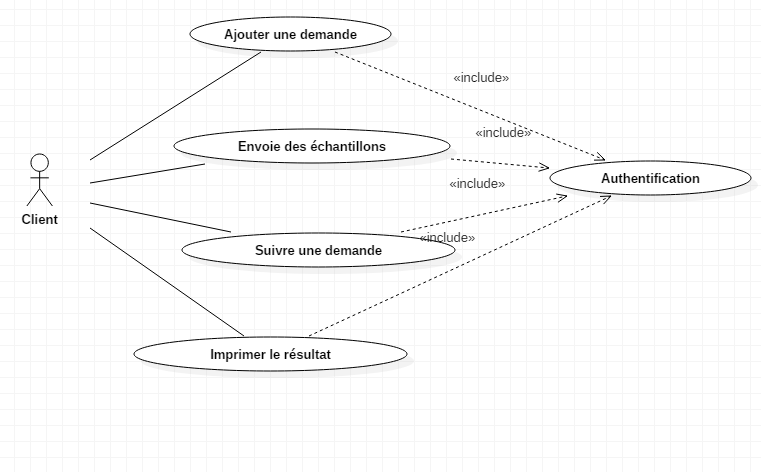 Ajouter une demande
«include»
«include»
Envoie des échantillons
Authentification
«include»
Client
«include»
Suivre une demande
Imprimer le résultat